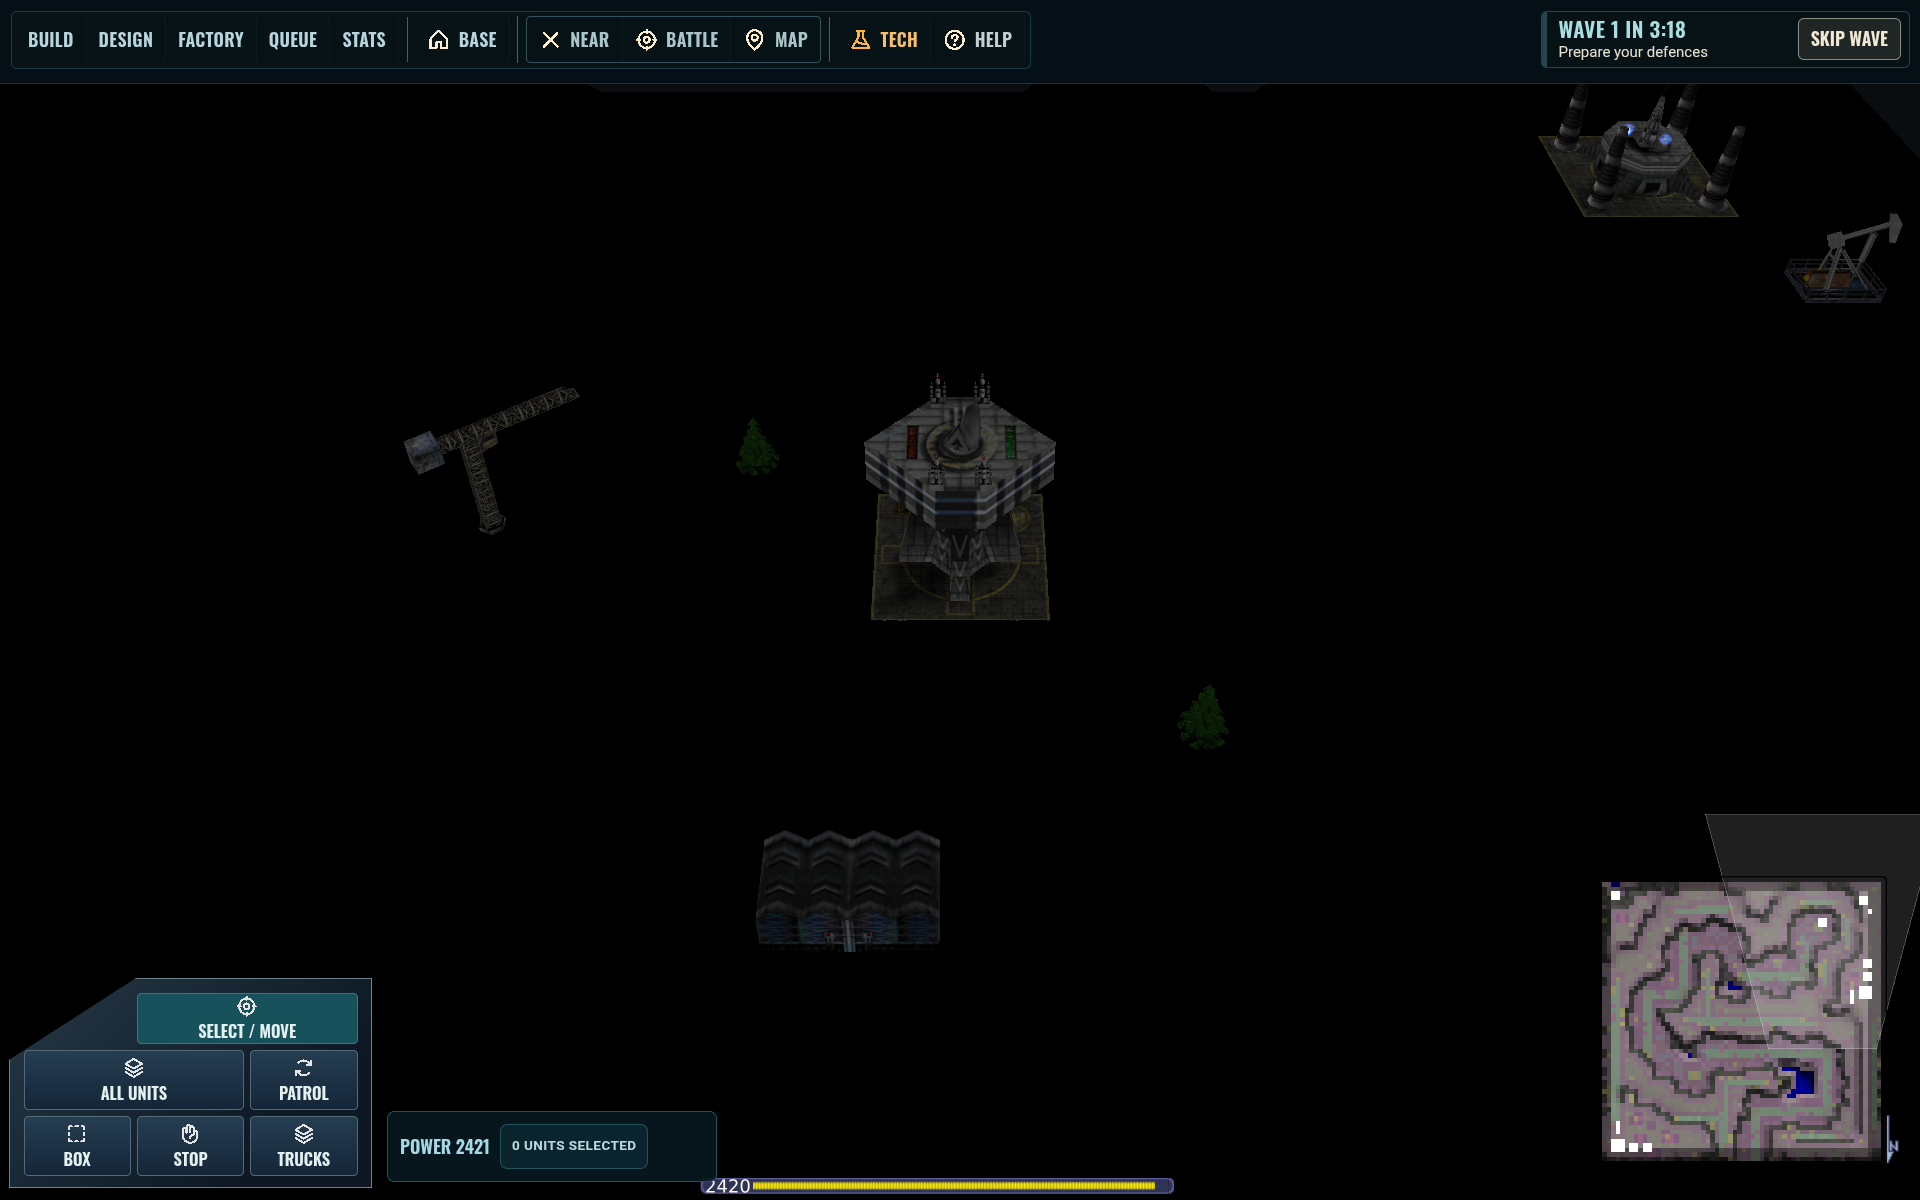 BUILD DESIGN FACTORY QUEUE STATS BASE NEAR BATTLE MAP TECH HELP
WAVE 1 IN 3:18
Prepare your defences
SKIP WAVE
SELECT / MOVE
ALL UNITS
PATROL
BOX
STOP
TRUCKS
POWER 2421
0 UNITS SELECTED
2420
N